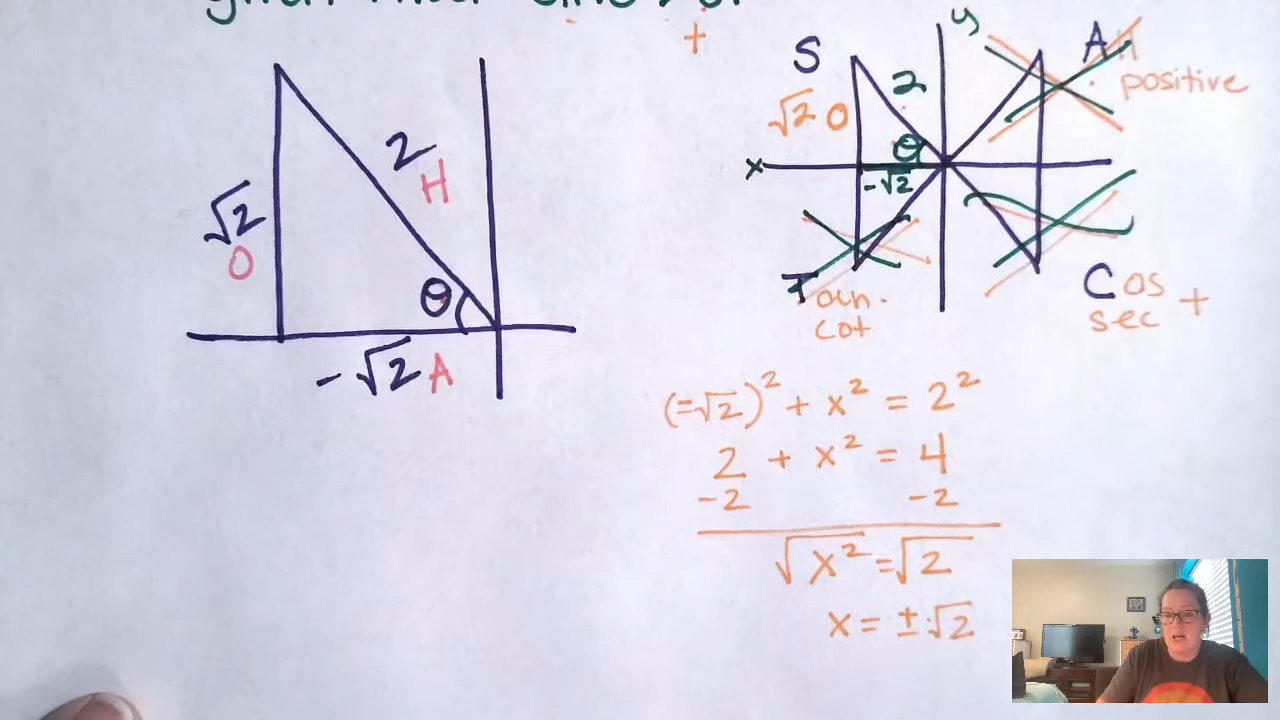 +
√2
O
2
H
θ
-√2 A
S
√2 O
2
θ
-√2
x
y
A
positive
T an.
cot
Cos
sec +
(-√2)² + x² = 2²
2 + x² = 4
-2 -2
√x² = √2
x = ±√2